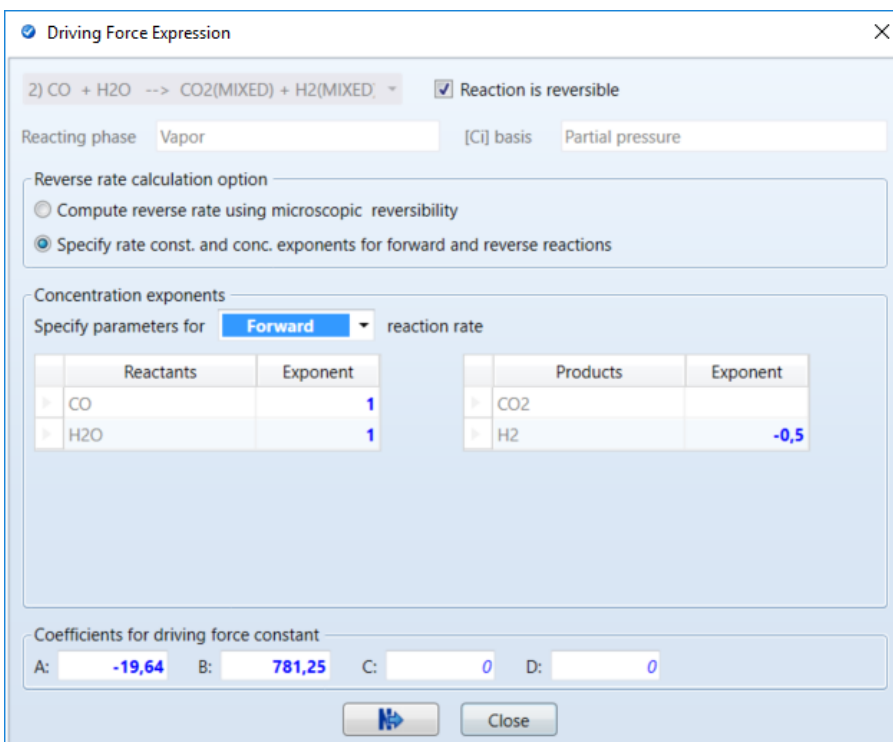 Driving Force Expression
2) CO + H2O --> CO2(MIXED) + H2(MIXED)
Reaction is reversible
Reacting phase Vapor [Ci] basis Partial pressure
Reverse rate calculation option
Compute reverse rate using microscopic reversibility
Specify rate const. and conc. exponents for forward and reverse reactions
Concentration exponents
Specify parameters for Forward reaction rate
Reactants Exponent Products Exponent
CO 1 CO2
H2O 1 H2 -0,5
Coefficients for driving force constant
A: -19,64 B: 781,25 C: 0 D: 0
N Close